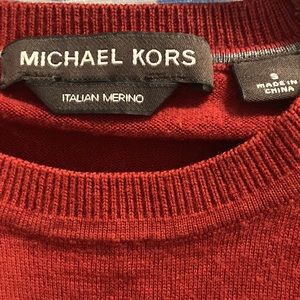 MICHAEL KORS
ITALIAN MERINO
S
MADE IN
CHINA